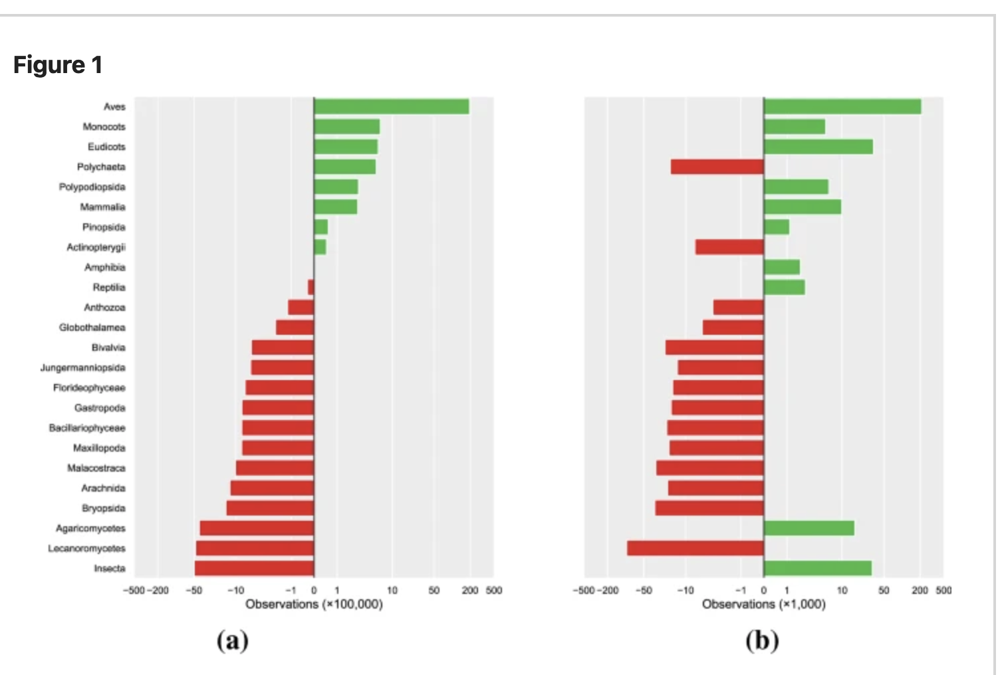 Figure 1
Aves
Monocots
Eudicots
Polychaeta
Polypodiopsida
Mammalia
Pinopsida
Actinopterygii
Amphibia
Reptilia
Anthozoa
Globothalamea
Bivalvia
Jungermanniopsida
Florideophyceae
Gastropoda
Bacillariophyceae
Maxillopoda
Malacostraca
Arachnida
Bryopsida
Agaricomycetes
Lecanoromycetes
Insecta
−500 −200 −50 −10 −1 0 1 10 50 200 500
Observations (×100,000)
(a)
−500 −200 −50 −10 −1 0 1 10 50 200 500
Observations (×1,000)
(b)